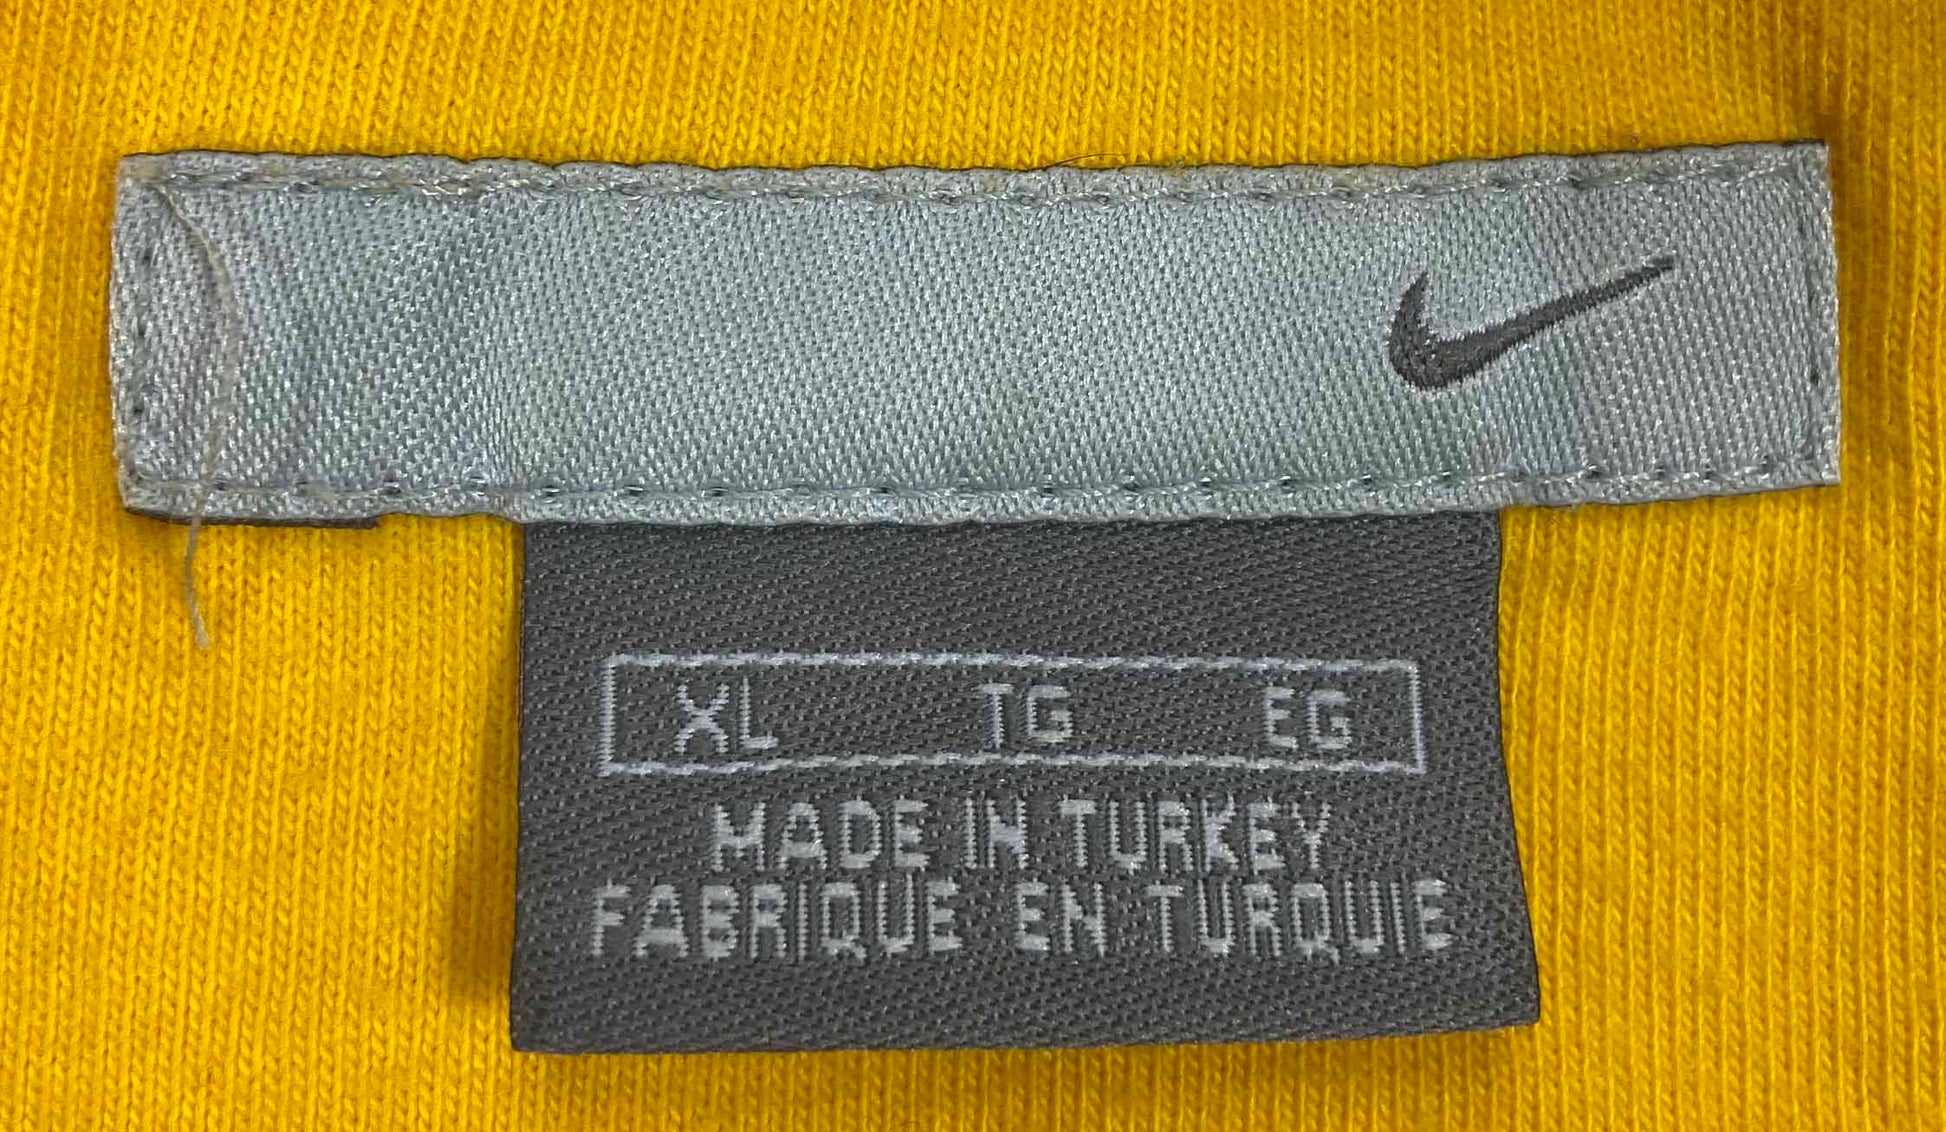 XL TG EG
MADE IN TURKEY
FABRIQUE EN TURQUIE